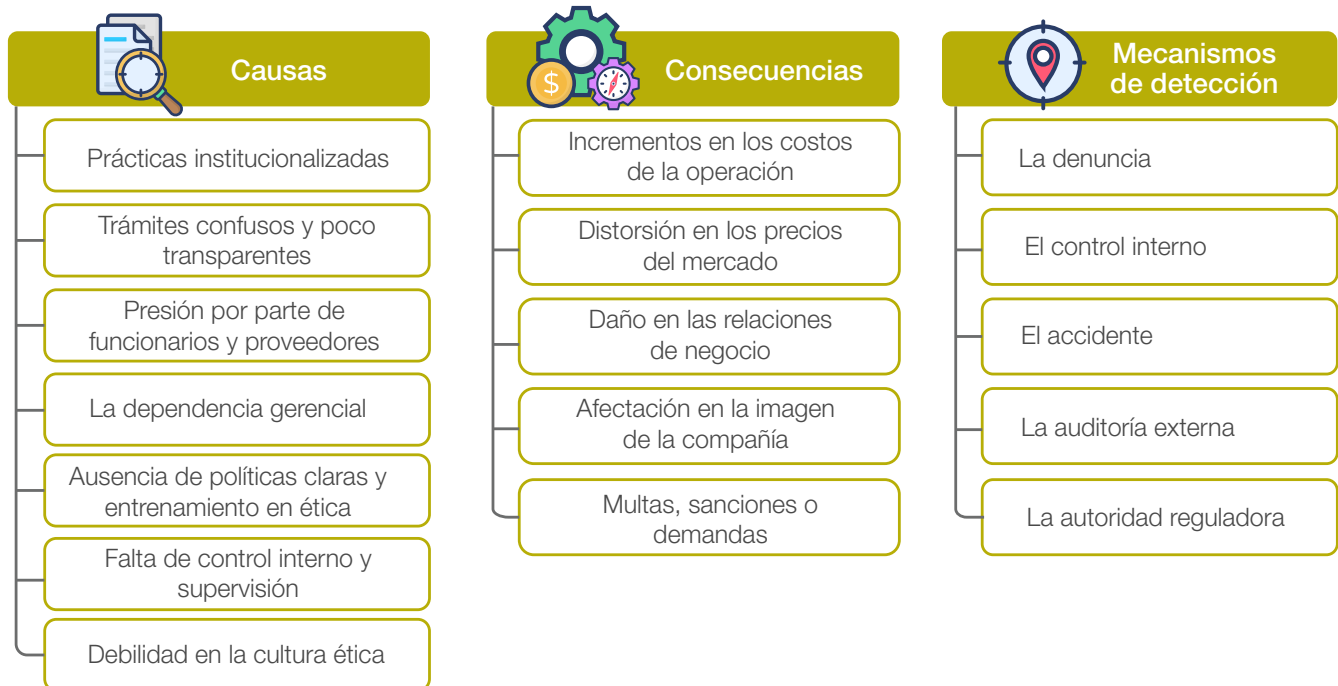 Causas
Prácticas institucionalizadas
Trámites confusos y poco
transparentes
Presión por parte de
funcionarios y proveedores
La dependencia gerencial
Ausencia de políticas claras y
entrenamiento en ética
Falta de control interno y
supervisión
Debilidad en la cultura ética
$
Consecuencias
Incrementos en los costos
de la operación
Distorsión en los precios
del mercado
Daño en las relaciones
de negocio
Afectación en la imagen
de la compañía
Multas, sanciones o
demandas
Mecanismos
de detección
La denuncia
El control interno
El accidente
La auditoría externa
La autoridad reguladora